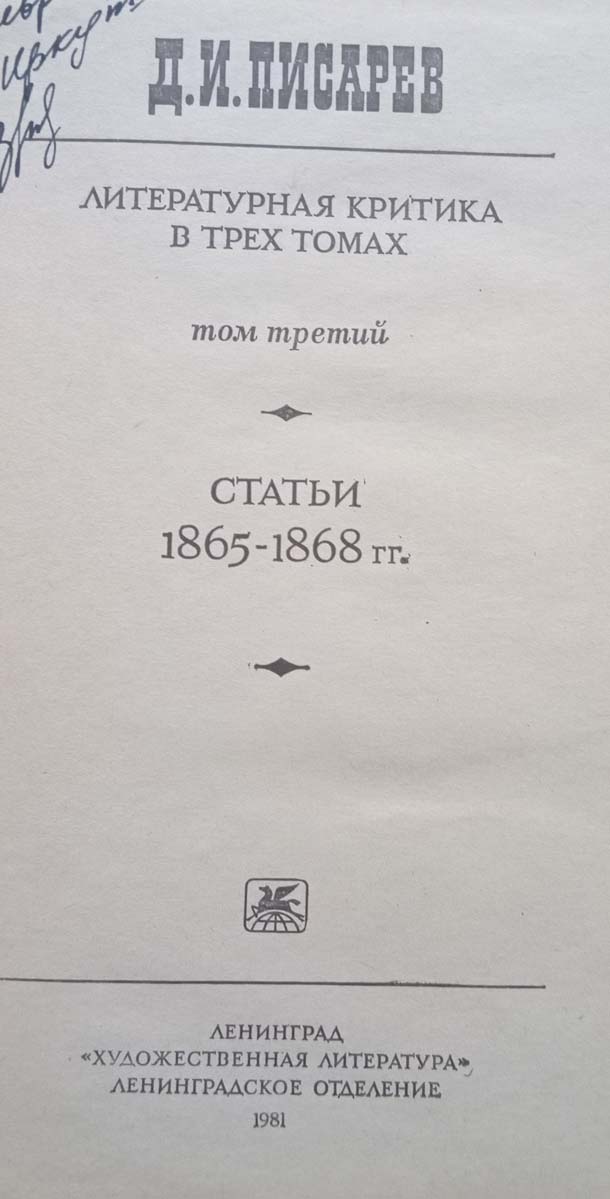 Д.И.ПИСАРЕВ
ЛИТЕРАТУРНАЯ КРИТИКА
В ТРЕХ ТОМАХ
том третий
СТАТЬИ
1865-1868 гг.
ЛЕНИНГРАД
«ХУДОЖЕСТВЕННАЯ ЛИТЕРАТУРА»
ЛЕНИНГРАДСКОЕ ОТДЕЛЕНИЕ
1981